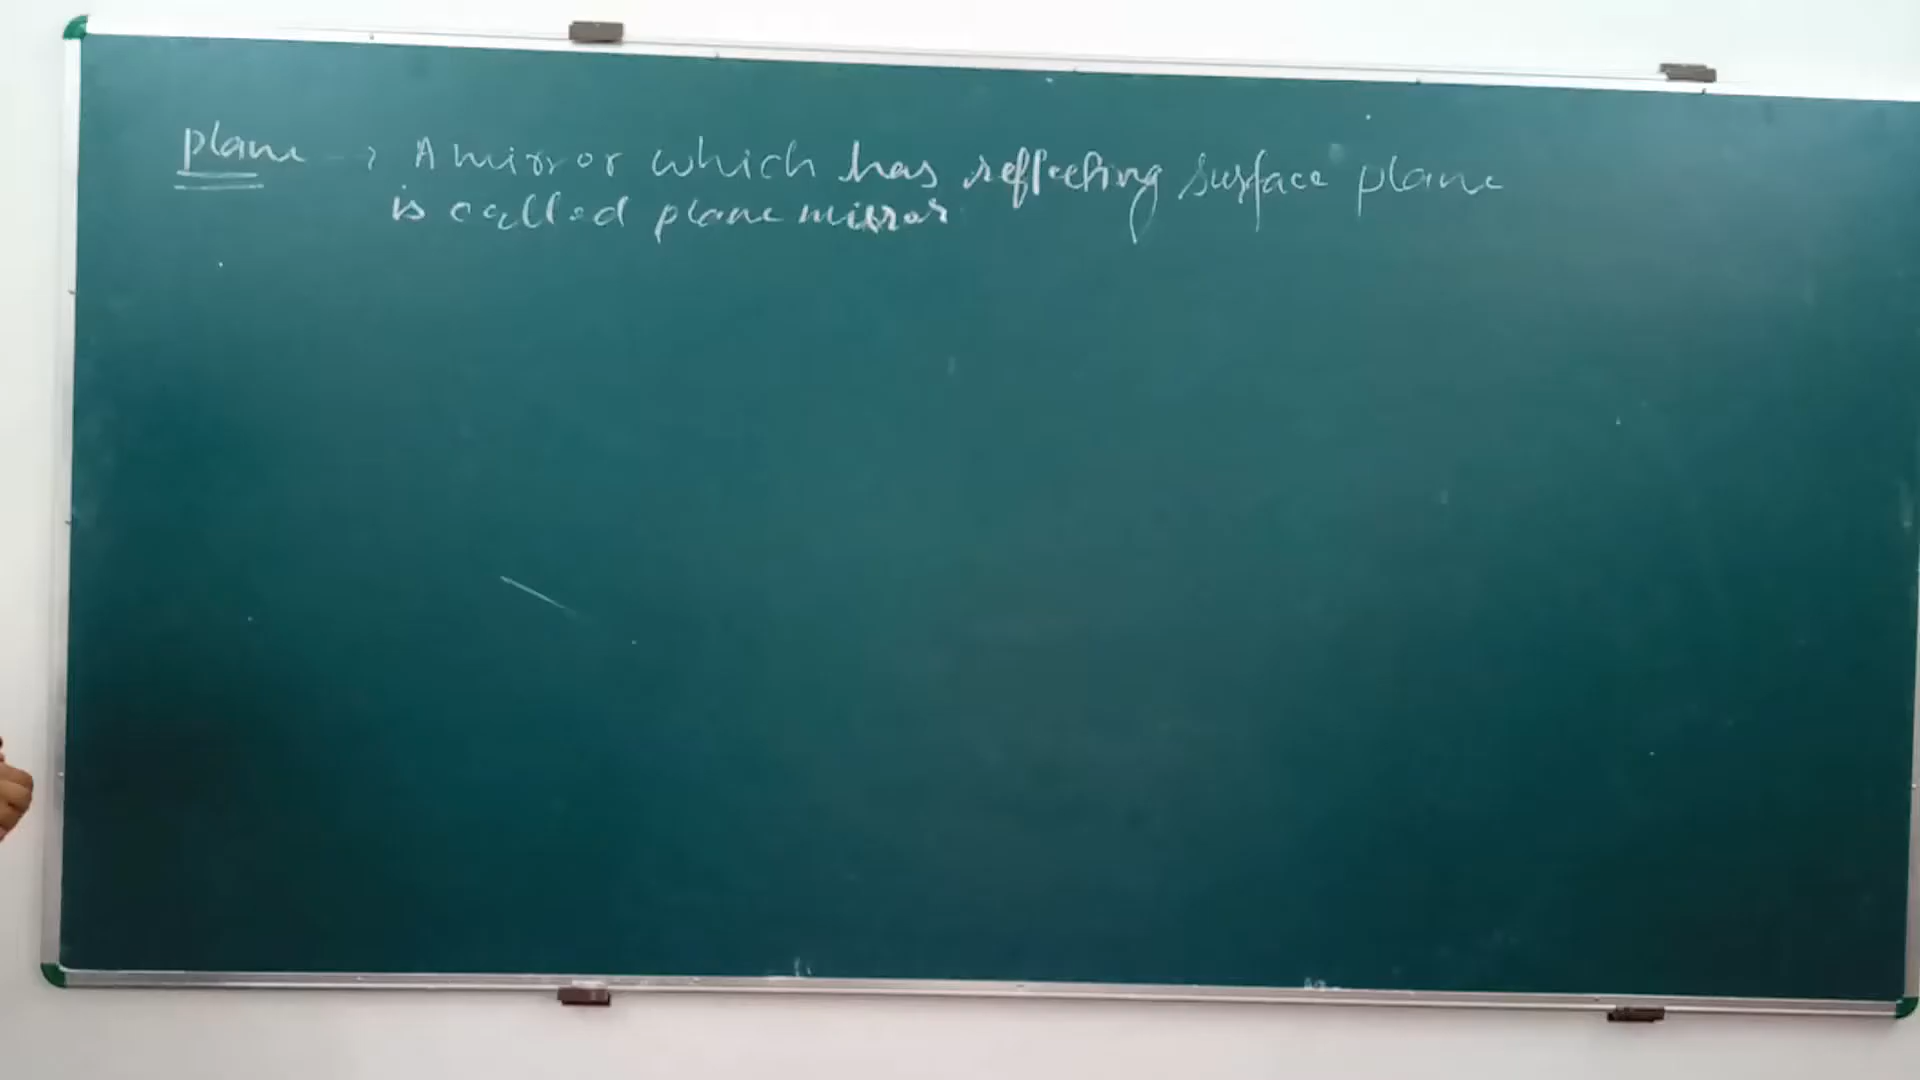 plane → A mirror which has reflecting surface plane
is called plane mirror